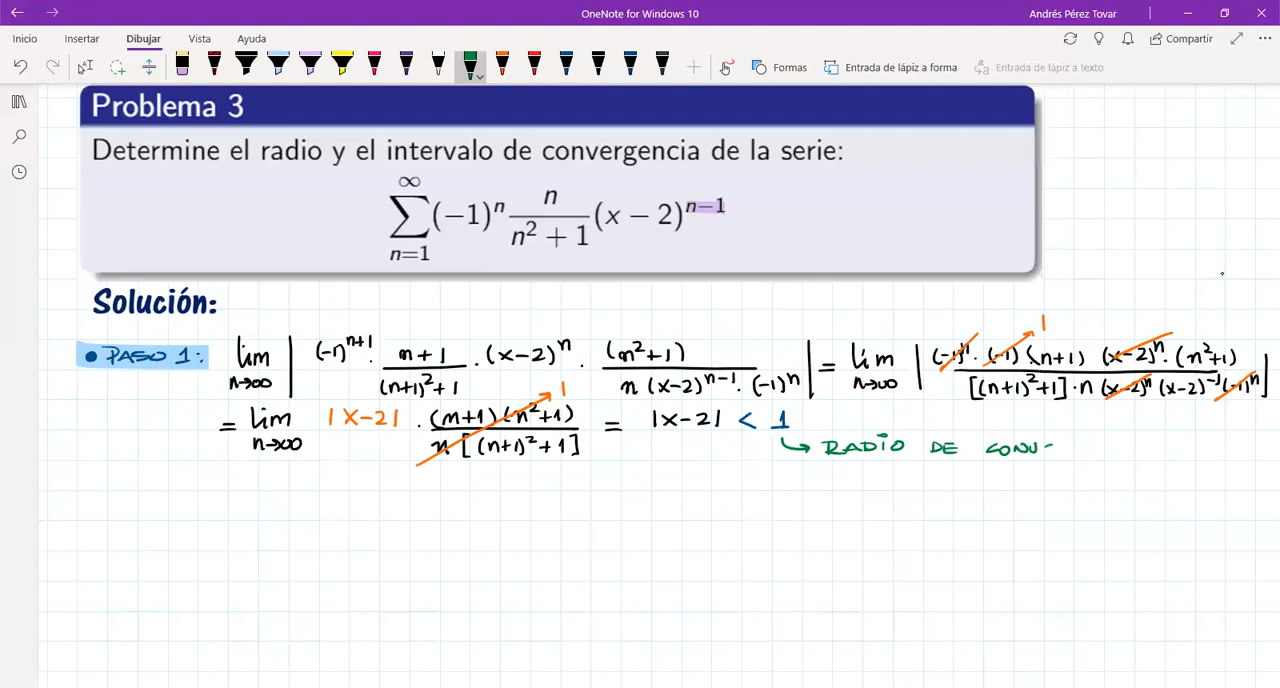 OneNote for Windows 10
Andrés Pérez Tovar
Inicio Insertar Dibujar Vista Ayuda
Compartir
Formas Entrada de lápiz a forma Entrada de lápiz a texto
Problema 3
Determine el radio y el intervalo de convergencia de la serie:
∑_{n=1}^{∞} (−1)^n n/(n² + 1) (x − 2)^{n−1}
Solución:
• PASO 1: lim_{n→∞} | (-1)^{n+1} · (n+1)/((n+1)²+1) · (x-2)^n · (n²+1)/(n(x-2)^{n-1} · (-1)^n) | = lim_{n→∞} | ((-1)^n · (-1) (n+1) (x-2)^n · (n²+1))/([(n+1)²+1] · n (x-2)^n (x-2)^{-1} (-1)^n) | 1
= lim_{n→∞} |x-2| · ((n+1)(n²+1))/(n[(n+1)²+1]) 1 = |x-2| < 1
↳ RADIO DE CONV